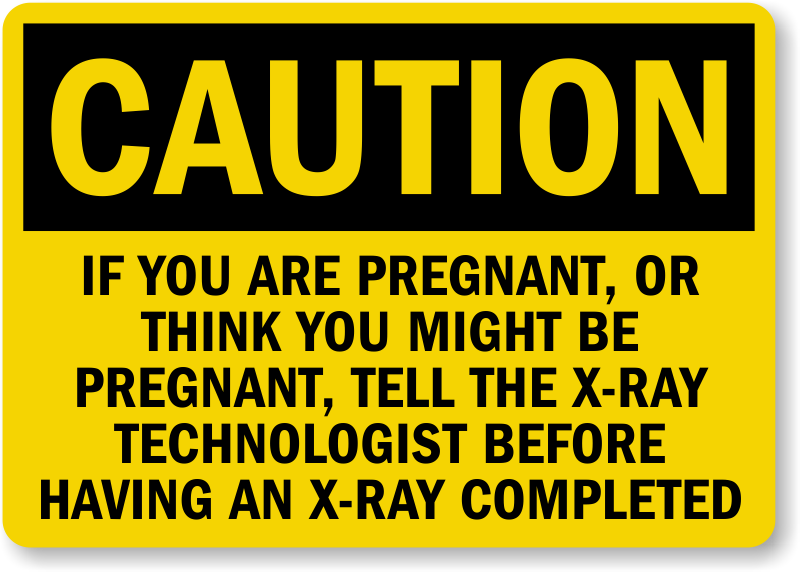 CAUTION
IF YOU ARE PREGNANT, OR
THINK YOU MIGHT BE
PREGNANT, TELL THE X-RAY
TECHNOLOGIST BEFORE
HAVING AN X-RAY COMPLETED